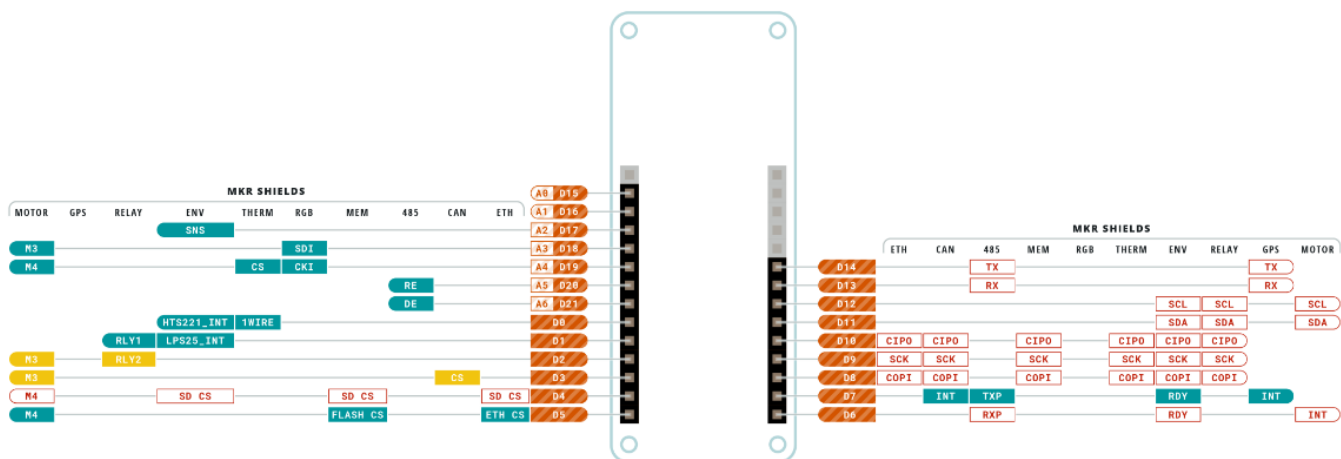 MKR SHIELDS
A0 D15
MOTOR GPS RELAY ENV THERM RGB MEM 485 CAN ETH
A1 D16
SNS A2 D17
MKR SHIELDS
M3 SDI A3 D18
ETH CAN 485 MEM RGB THERM ENV RELAY GPS MOTOR
M4 CS CKI A4 D19
D14 TX TX
RE A5 D20
D13 RX RX
DE A6 D21
D12 SCL SCL SCL
HTS221_INT 1WIRE D0
D11 SDA SDA SDA
RLY1 LPS25_INT D1
D10 CIPO CIPO CIPO CIPO CIPO CIPO
M3 RLY2 D2
D9 SCK SCK SCK SCK SCK SCK
M3 CS D3
D8 COPI COPI COPI COPI COPI COPI
M4 SD CS SD CS SD CS D4
D7 INT TXP RDY INT
M4 FLASH CS ETH CS D5
D6 RXP RDY INT